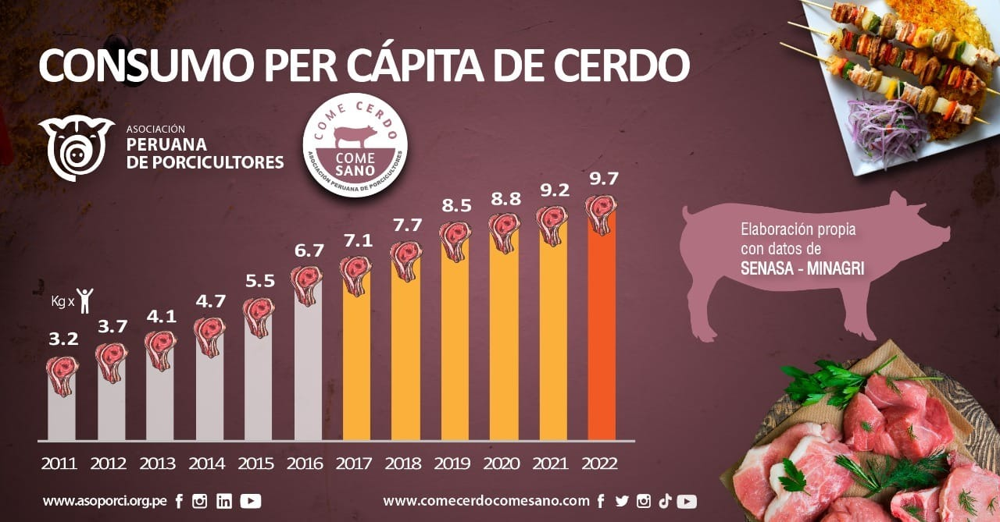 CONSUMO PER CÁPITA DE CERDO
ASOCIACIÓN
PERUANA
DE PORCICULTORES
COME CERDO
COME
SANO
ASOCIACIÓN PERUANA DE PORCICULTORES
Kg x
3.2
3.7
4.1
4.7
5.5
6.7
7.1
7.7
8.5
8.8
9.2
9.7
Elaboración propia
con datos de
SENASA - MINAGRI
2011 2012 2013 2014 2015 2016 2017 2018 2019 2020 2021 2022
www.asoporci.org.pe
www.comecerdocomesano.com